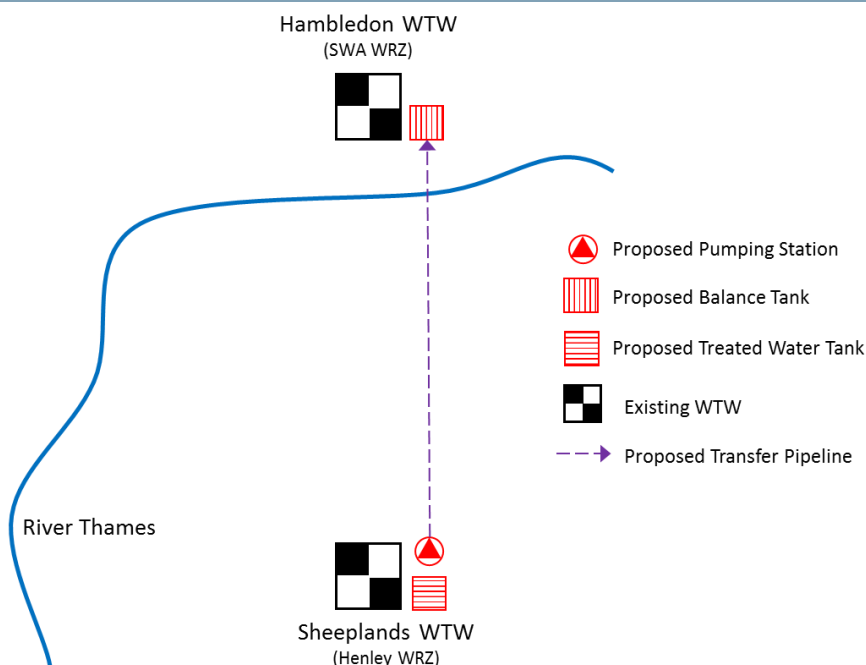 Hambledon WTW
(SWA WRZ)
Proposed Pumping Station
Proposed Balance Tank
Proposed Treated Water Tank
Existing WTW
Proposed Transfer Pipeline
River Thames
Sheeplands WTW
(Henley WRZ)